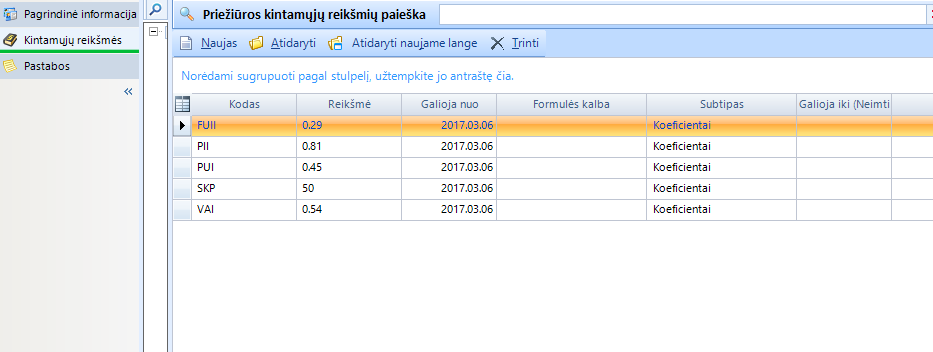 Pagrindinė informacija
Kintamųjų reikšmės
Pastabos
«
Priežiūros kintamųjų reikšmių paieška
Naujas Atidaryti Atidaryti naujame lange Trinti
Norėdami sugrupuoti pagal stulpelį, užtempkite jo antraštę čia.
Kodas Reikšmė Galioja nuo Formulės kalba Subtipas Galioja iki (Neimti
FUII 0.29 2017.03.06 Koeficientai
PII 0.81 2017.03.06 Koeficientai
PUI 0.45 2017.03.06 Koeficientai
SKP 50 2017.03.06 Koeficientai
VAI 0.54 2017.03.06 Koeficientai